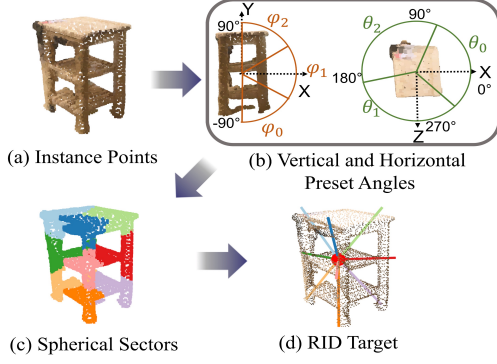 φ₂
Y
90°
φ₁
X
-90°
φ₀
θ₂
90°
θ₀
180°
X
0°
θ₁
Z
270°
(a) Instance Points
(b) Vertical and Horizontal
Preset Angles
(c) Spherical Sectors
(d) RID Target